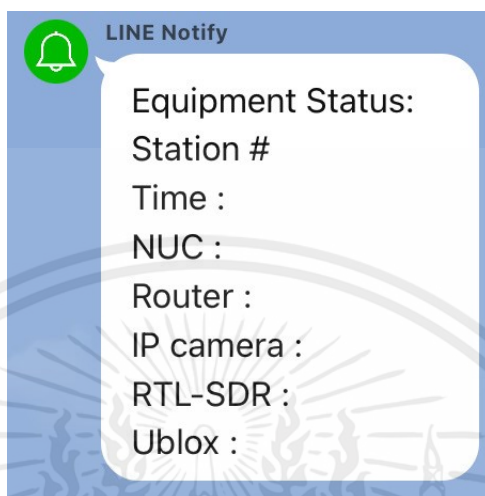 LINE Notify
Equipment Status:
Station #
Time :
NUC :
Router :
IP camera :
RTL-SDR :
Ublox :